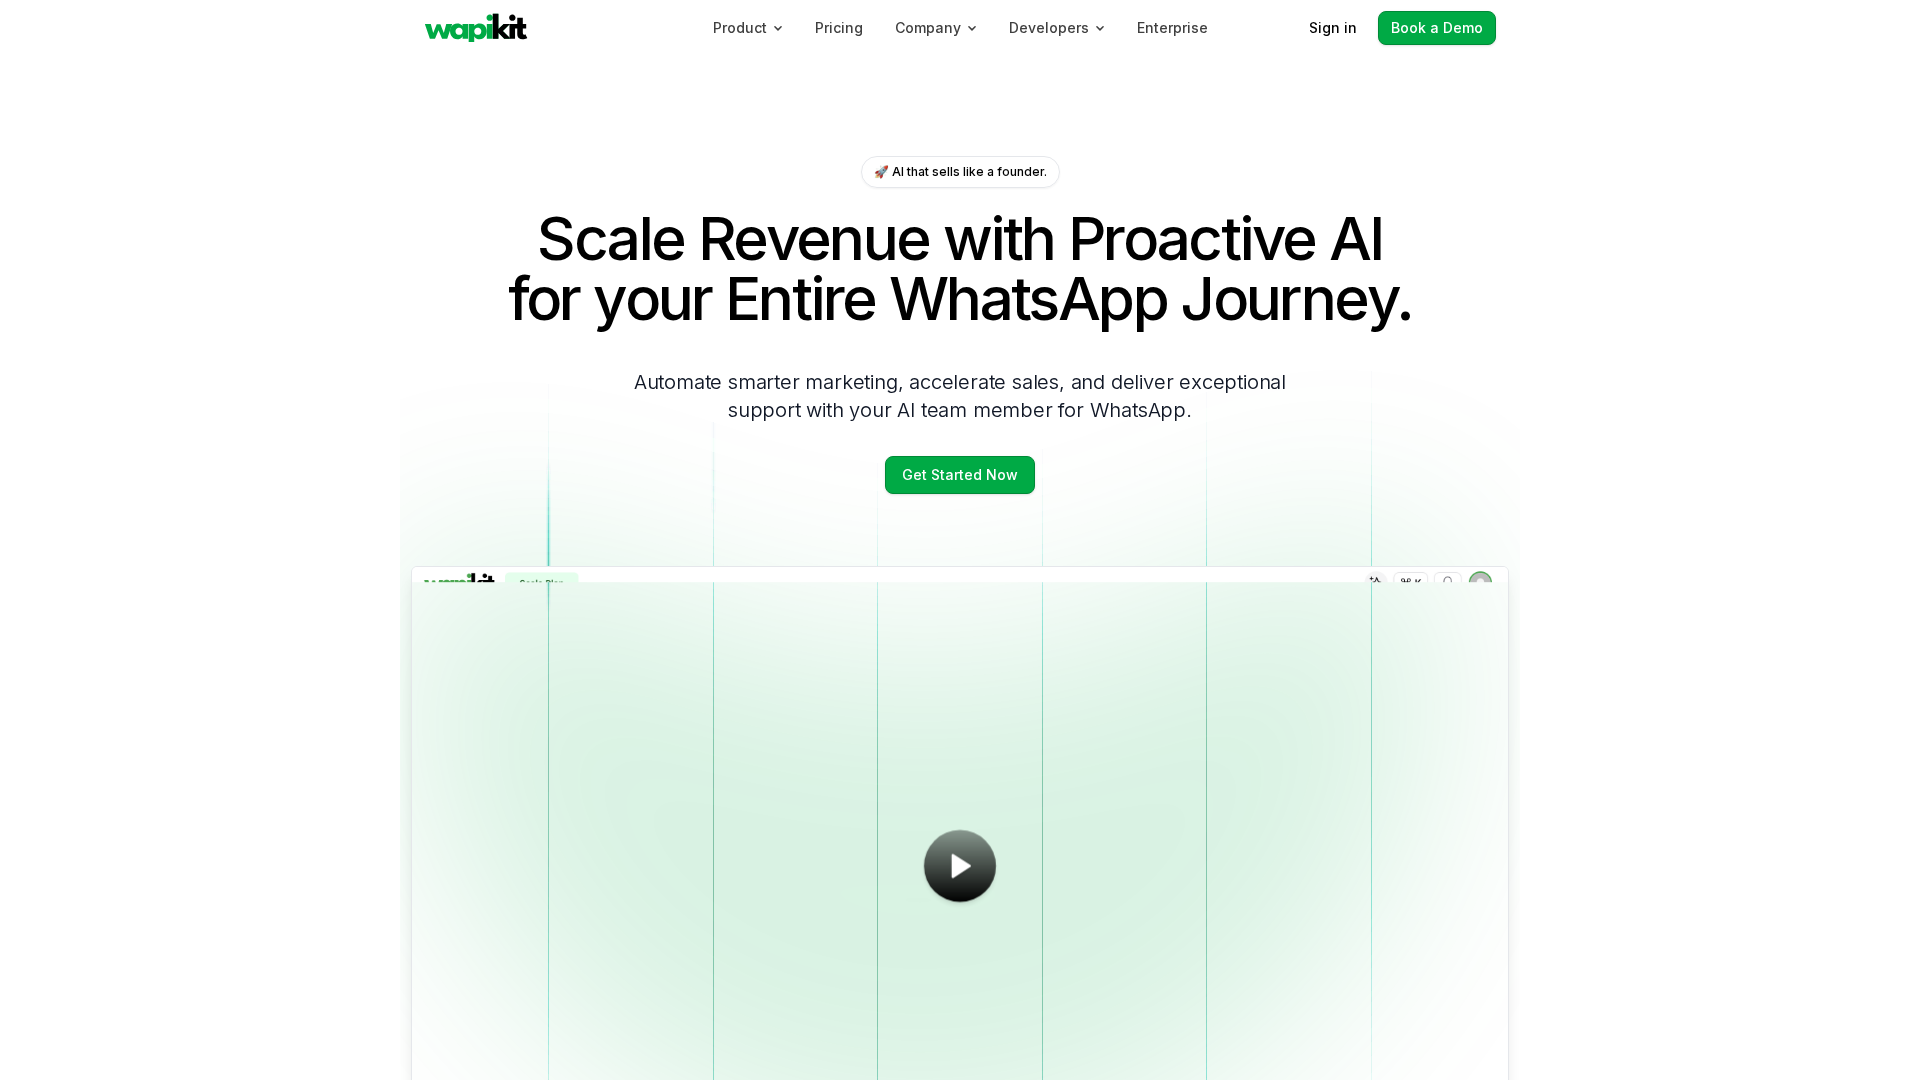 wapikit
Product
Pricing
Company
Developers
Enterprise
Sign in
Book a Demo
🚀 AI that sells like a founder.
Scale Revenue with Proactive AI
for your Entire WhatsApp Journey.
Automate smarter marketing, accelerate sales, and deliver exceptional
support with your AI team member for WhatsApp.
Get Started Now